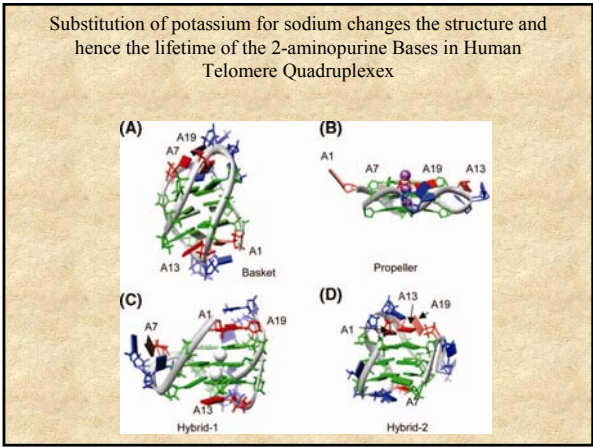 Substitution of potassium for sodium changes the structure and
hence the lifetime of the 2-aminopurine Bases in Human
Telomere Quadruplexex
(A)
A19
A7
A1
A13
Basket
(B)
A1
A7
A19
A13
Propeller
(C)
A7
A1
A19
A13
Hybrid-1
(D)
A13
A19
A1
A7
Hybrid-2